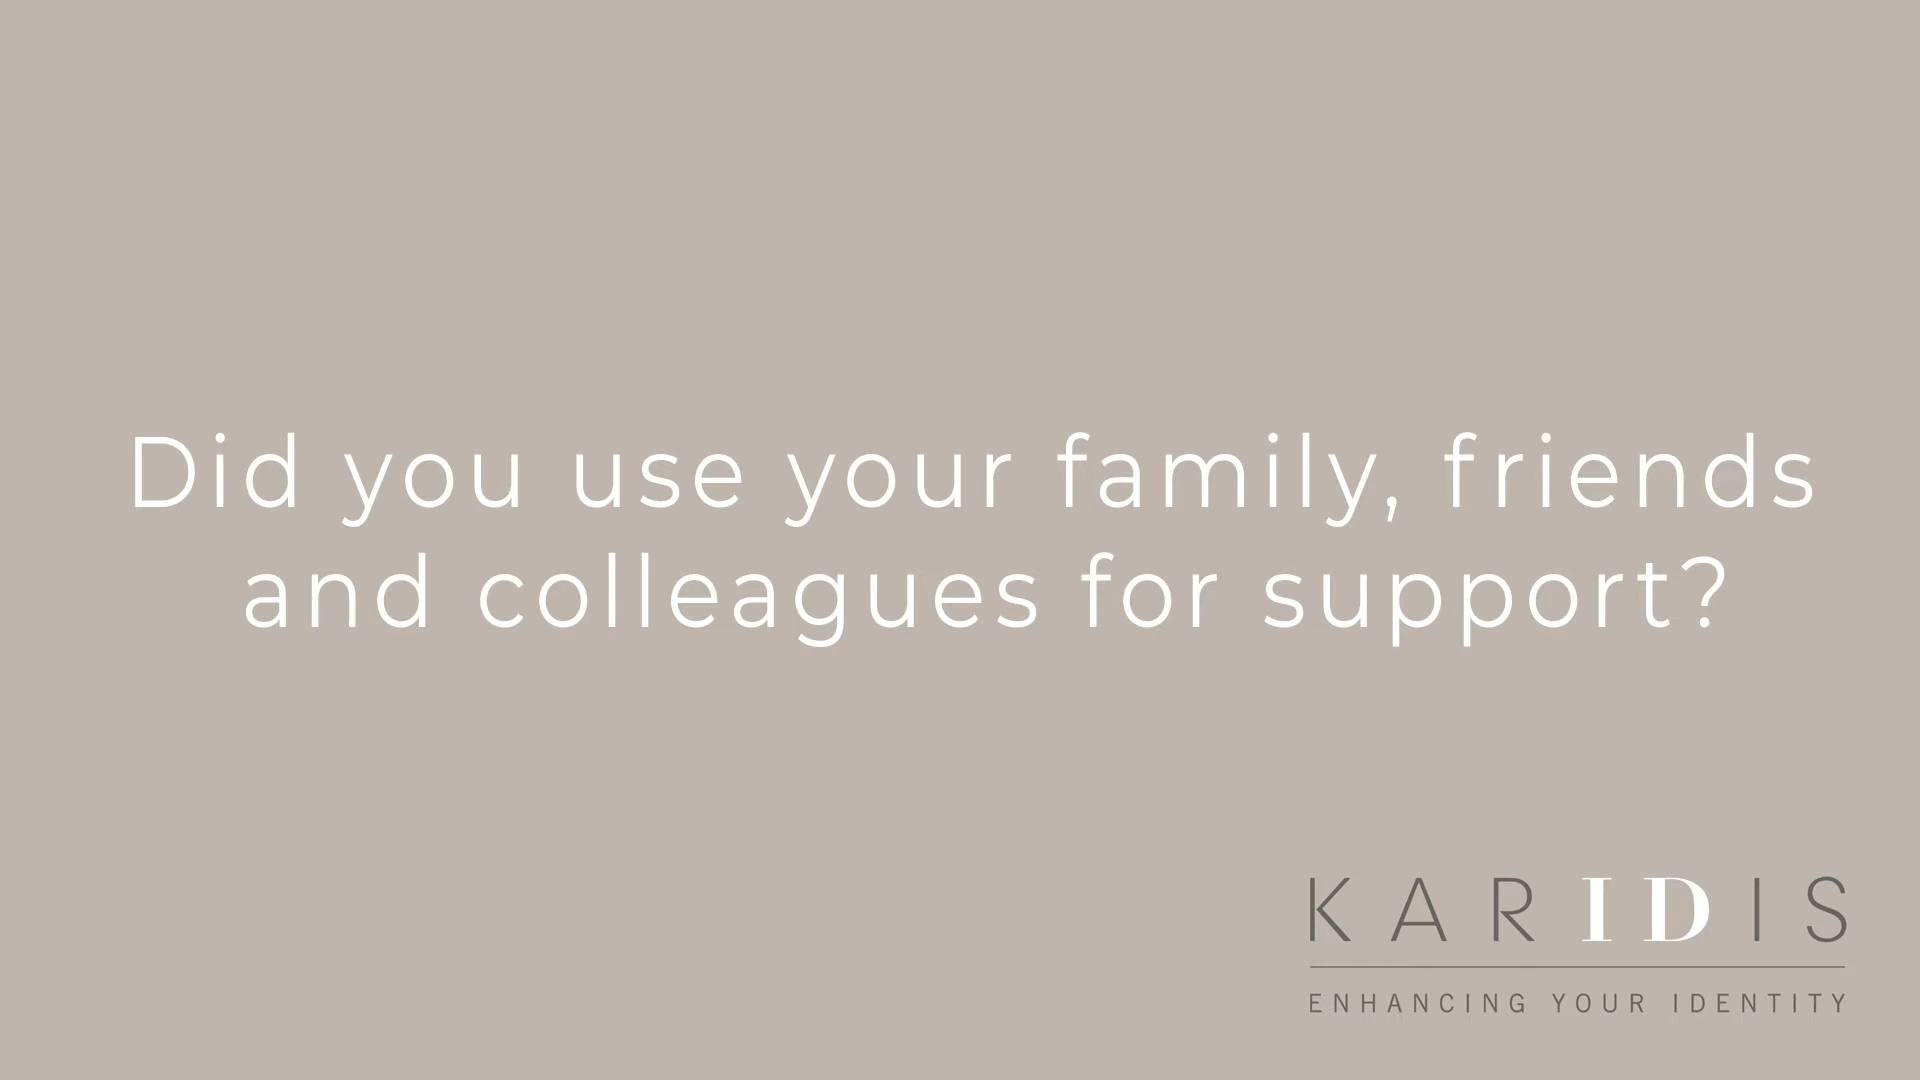 Did you use your family, friends
and colleagues for support?
KARIDIS
ENHANCING YOUR IDENTITY